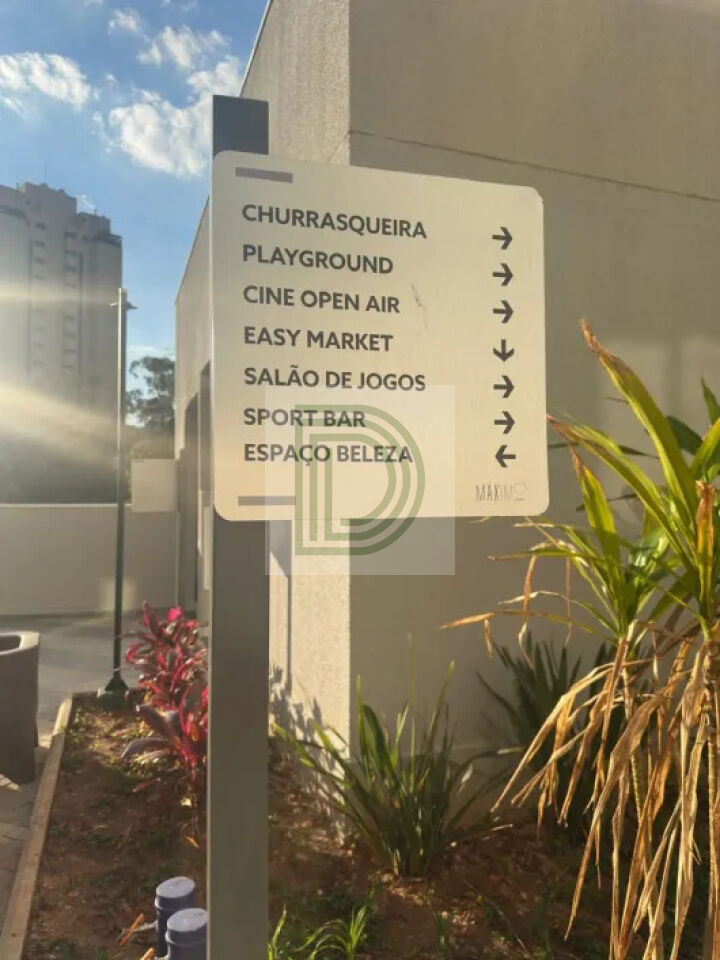 CHURRASQUEIRA →
PLAYGROUND →
CINE OPEN AIR →
EASY MARKET ↓
SALÃO DE JOGOS →
SPORT BAR →
ESPAÇO BELEZA ←
MAXIMO